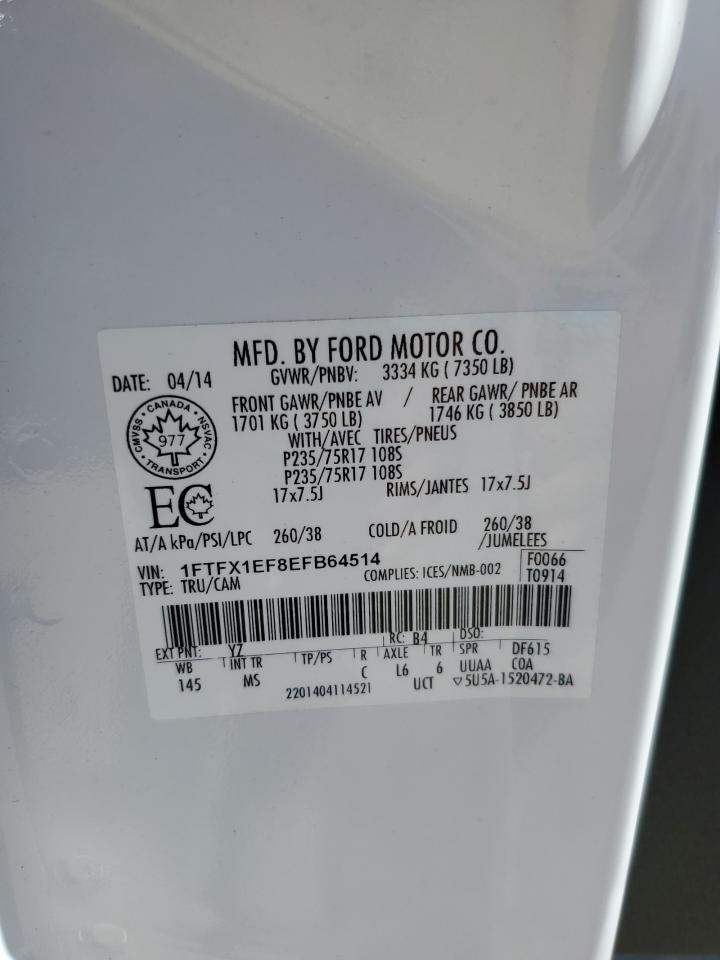 MFD. BY FORD MOTOR CO.
DATE: 04/14
GVWR/PNBV: 3334 KG ( 7350 LB)
FRONT GAWR/PNBE AV / REAR GAWR/ PNBE AR
1701 KG ( 3750 LB) 1746 KG ( 3850 LB)
WITH/AVEC TIRES/PNEUS
P235/75R17 108S
P235/75R17 108S
17x7.5J RIMS/JANTES 17x7.5J
CANADA
CMVSS NSVAC
977
TRANSPORT
EC
AT/A kPa/PSI/LPC 260/38 COLD/A FROID 260/38
/JUMELEES
VIN: 1FTFX1EF8EFB64514
TYPE: TRU/CAM COMPLIES: ICES/NMB-002
F0066
T0914
EXT PNT: YZ RC: B4 DSO:
WB INT TR TP/PS R AXLE TR SPR DF615
145 MS C L6 6 UUAA COA
2201404114521 UCT ▽5U5A-1520472-BA